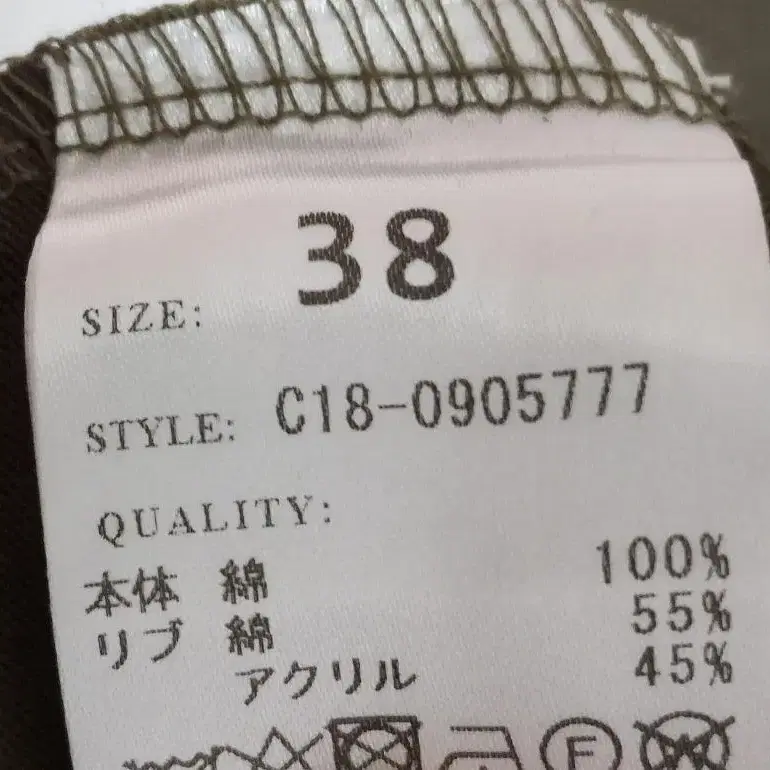 38
SIZE:
STYLE: C18-0905777
QUALITY:
本体 綿 100%
リブ 綿 55%
アクリル 45%
F
W